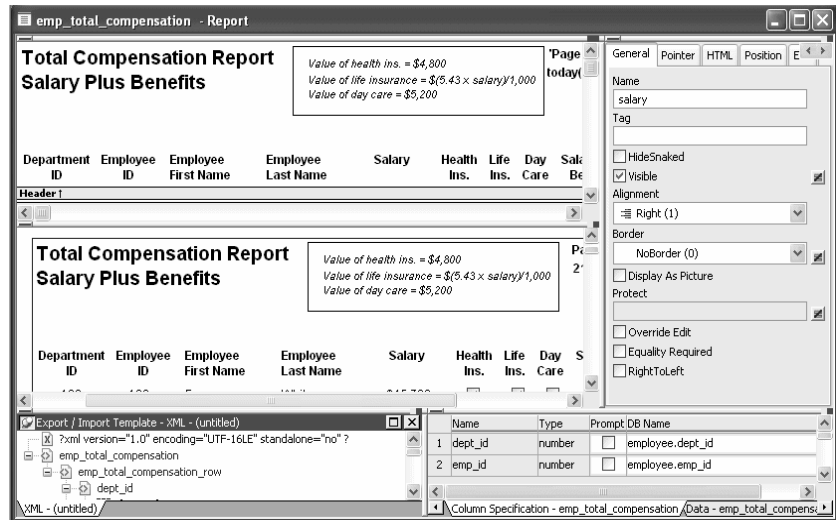 emp_total_compensation - Report
Total Compensation Report
Salary Plus Benefits
Value of health ins. = $4,800
Value of life insurance = $(5.43 x salary)/1,000
Value of day care = $5,200
'Page
today(
Department ID Employee ID Employee First Name Employee Last Name Salary Health Ins. Life Ins. Day Care Sala Be
Header ↑
Total Compensation Report
Salary Plus Benefits
Value of health ins. = $4,800
Value of life insurance = $(5.43 x salary)/1,000
Value of day care = $5,200
Pa
2
Department ID Employee ID Employee First Name Employee Last Name Salary Health Ins. Life Ins. Day Care S
General Pointer HTML Position E
Name
salary
Tag
HideSnaked
Visible
Alignment
Right (1)
Border
NoBorder (0)
Display As Picture
Protect
Override Edit
Equality Required
RightToLeft
Export / Import Template - XML - (untitled)
?xml version="1.0" encoding="UTF-16LE" standalone="no" ?
emp_total_compensation
emp_total_compensation_row
dept_id
XML - (untitled)
Name Type Prompt DB Name
1 dept_id number employee.dept_id
2 emp_id number employee.emp_id
Column Specification - emp_total_compensation Data - emp_total_compensa